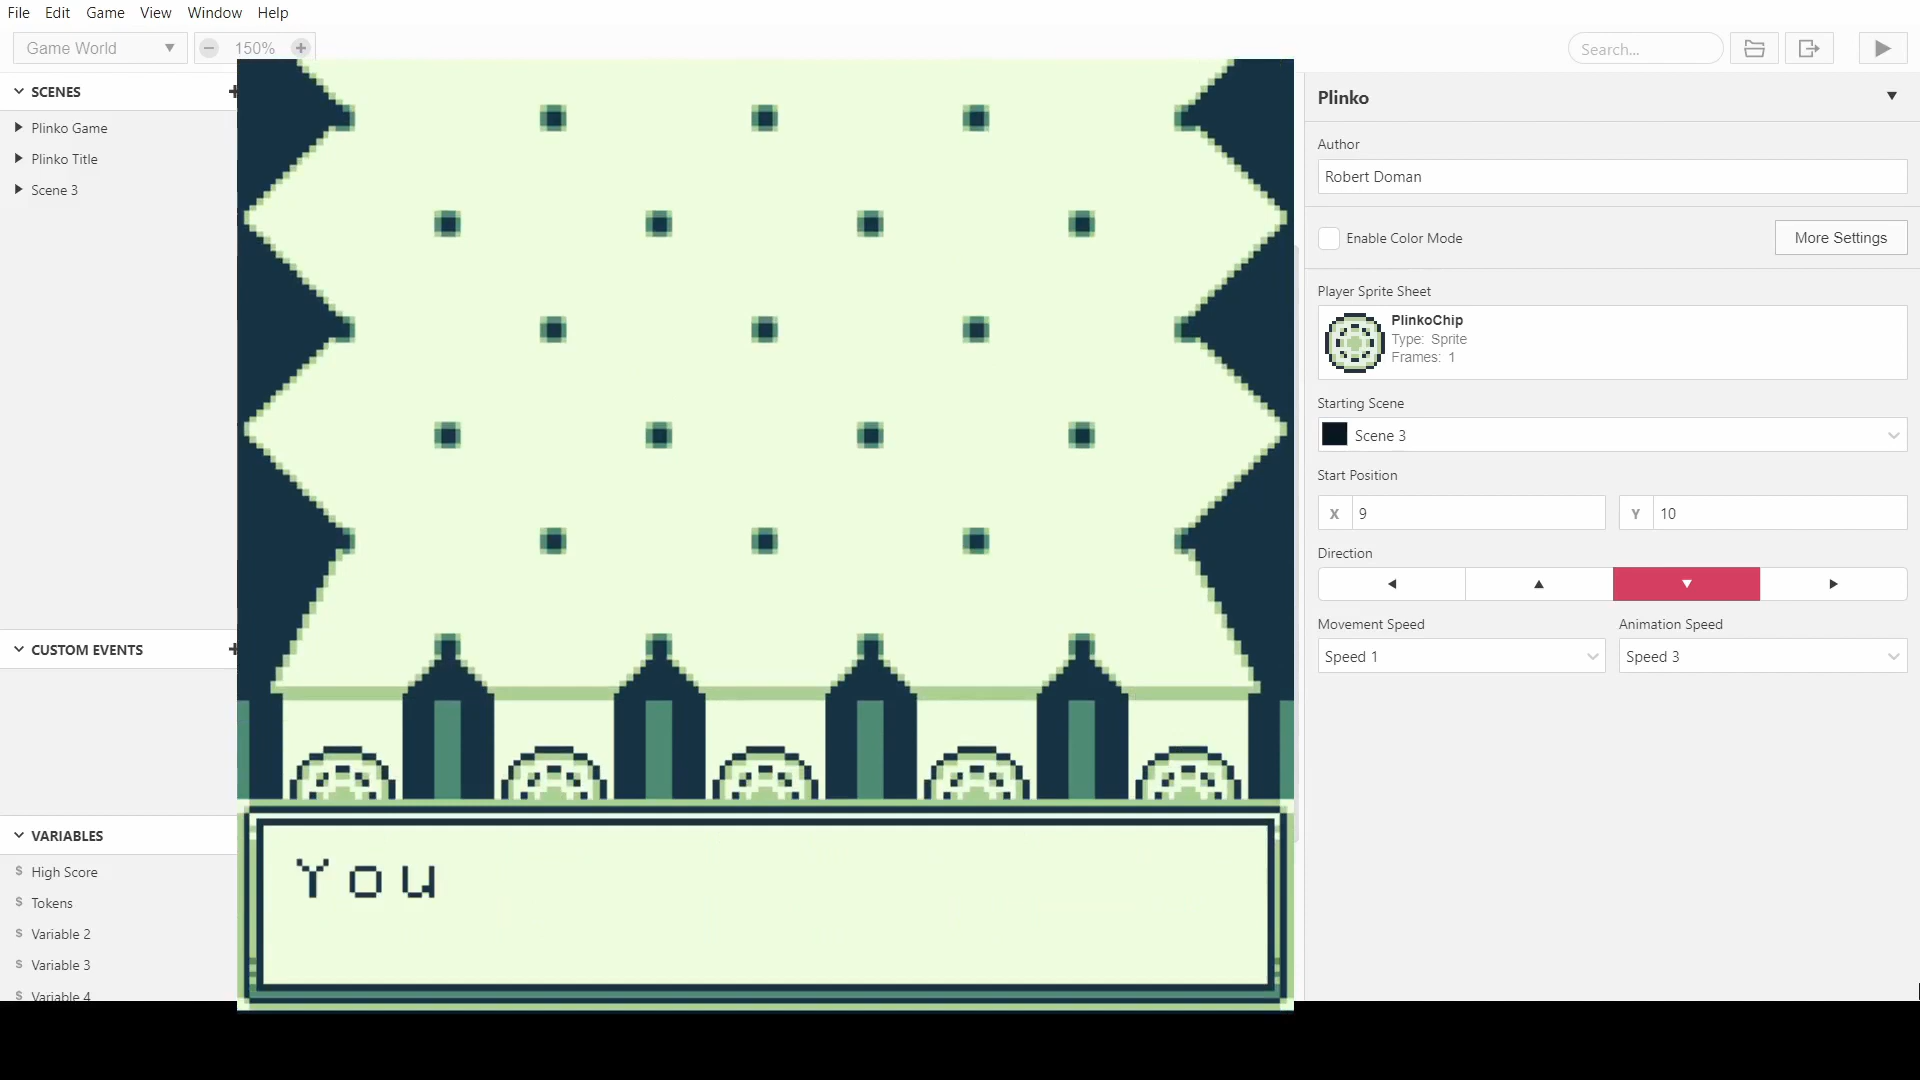 File Edit Game View Window Help
Game World 150% Search...
SCENES
Plinko Game
Plinko Title
Scene 3
CUSTOM EVENTS
VARIABLES
$ High Score
$ Tokens
$ Variable 2
$ Variable 3
$ Variable 4
You
Plinko
Author
Robert Doman
Enable Color Mode More Settings
Player Sprite Sheet
PlinkoChip
Type: Sprite
Frames: 1
Starting Scene
Scene 3
Start Position
X 9 Y 10
Direction
Movement Speed Animation Speed
Speed 1 Speed 3